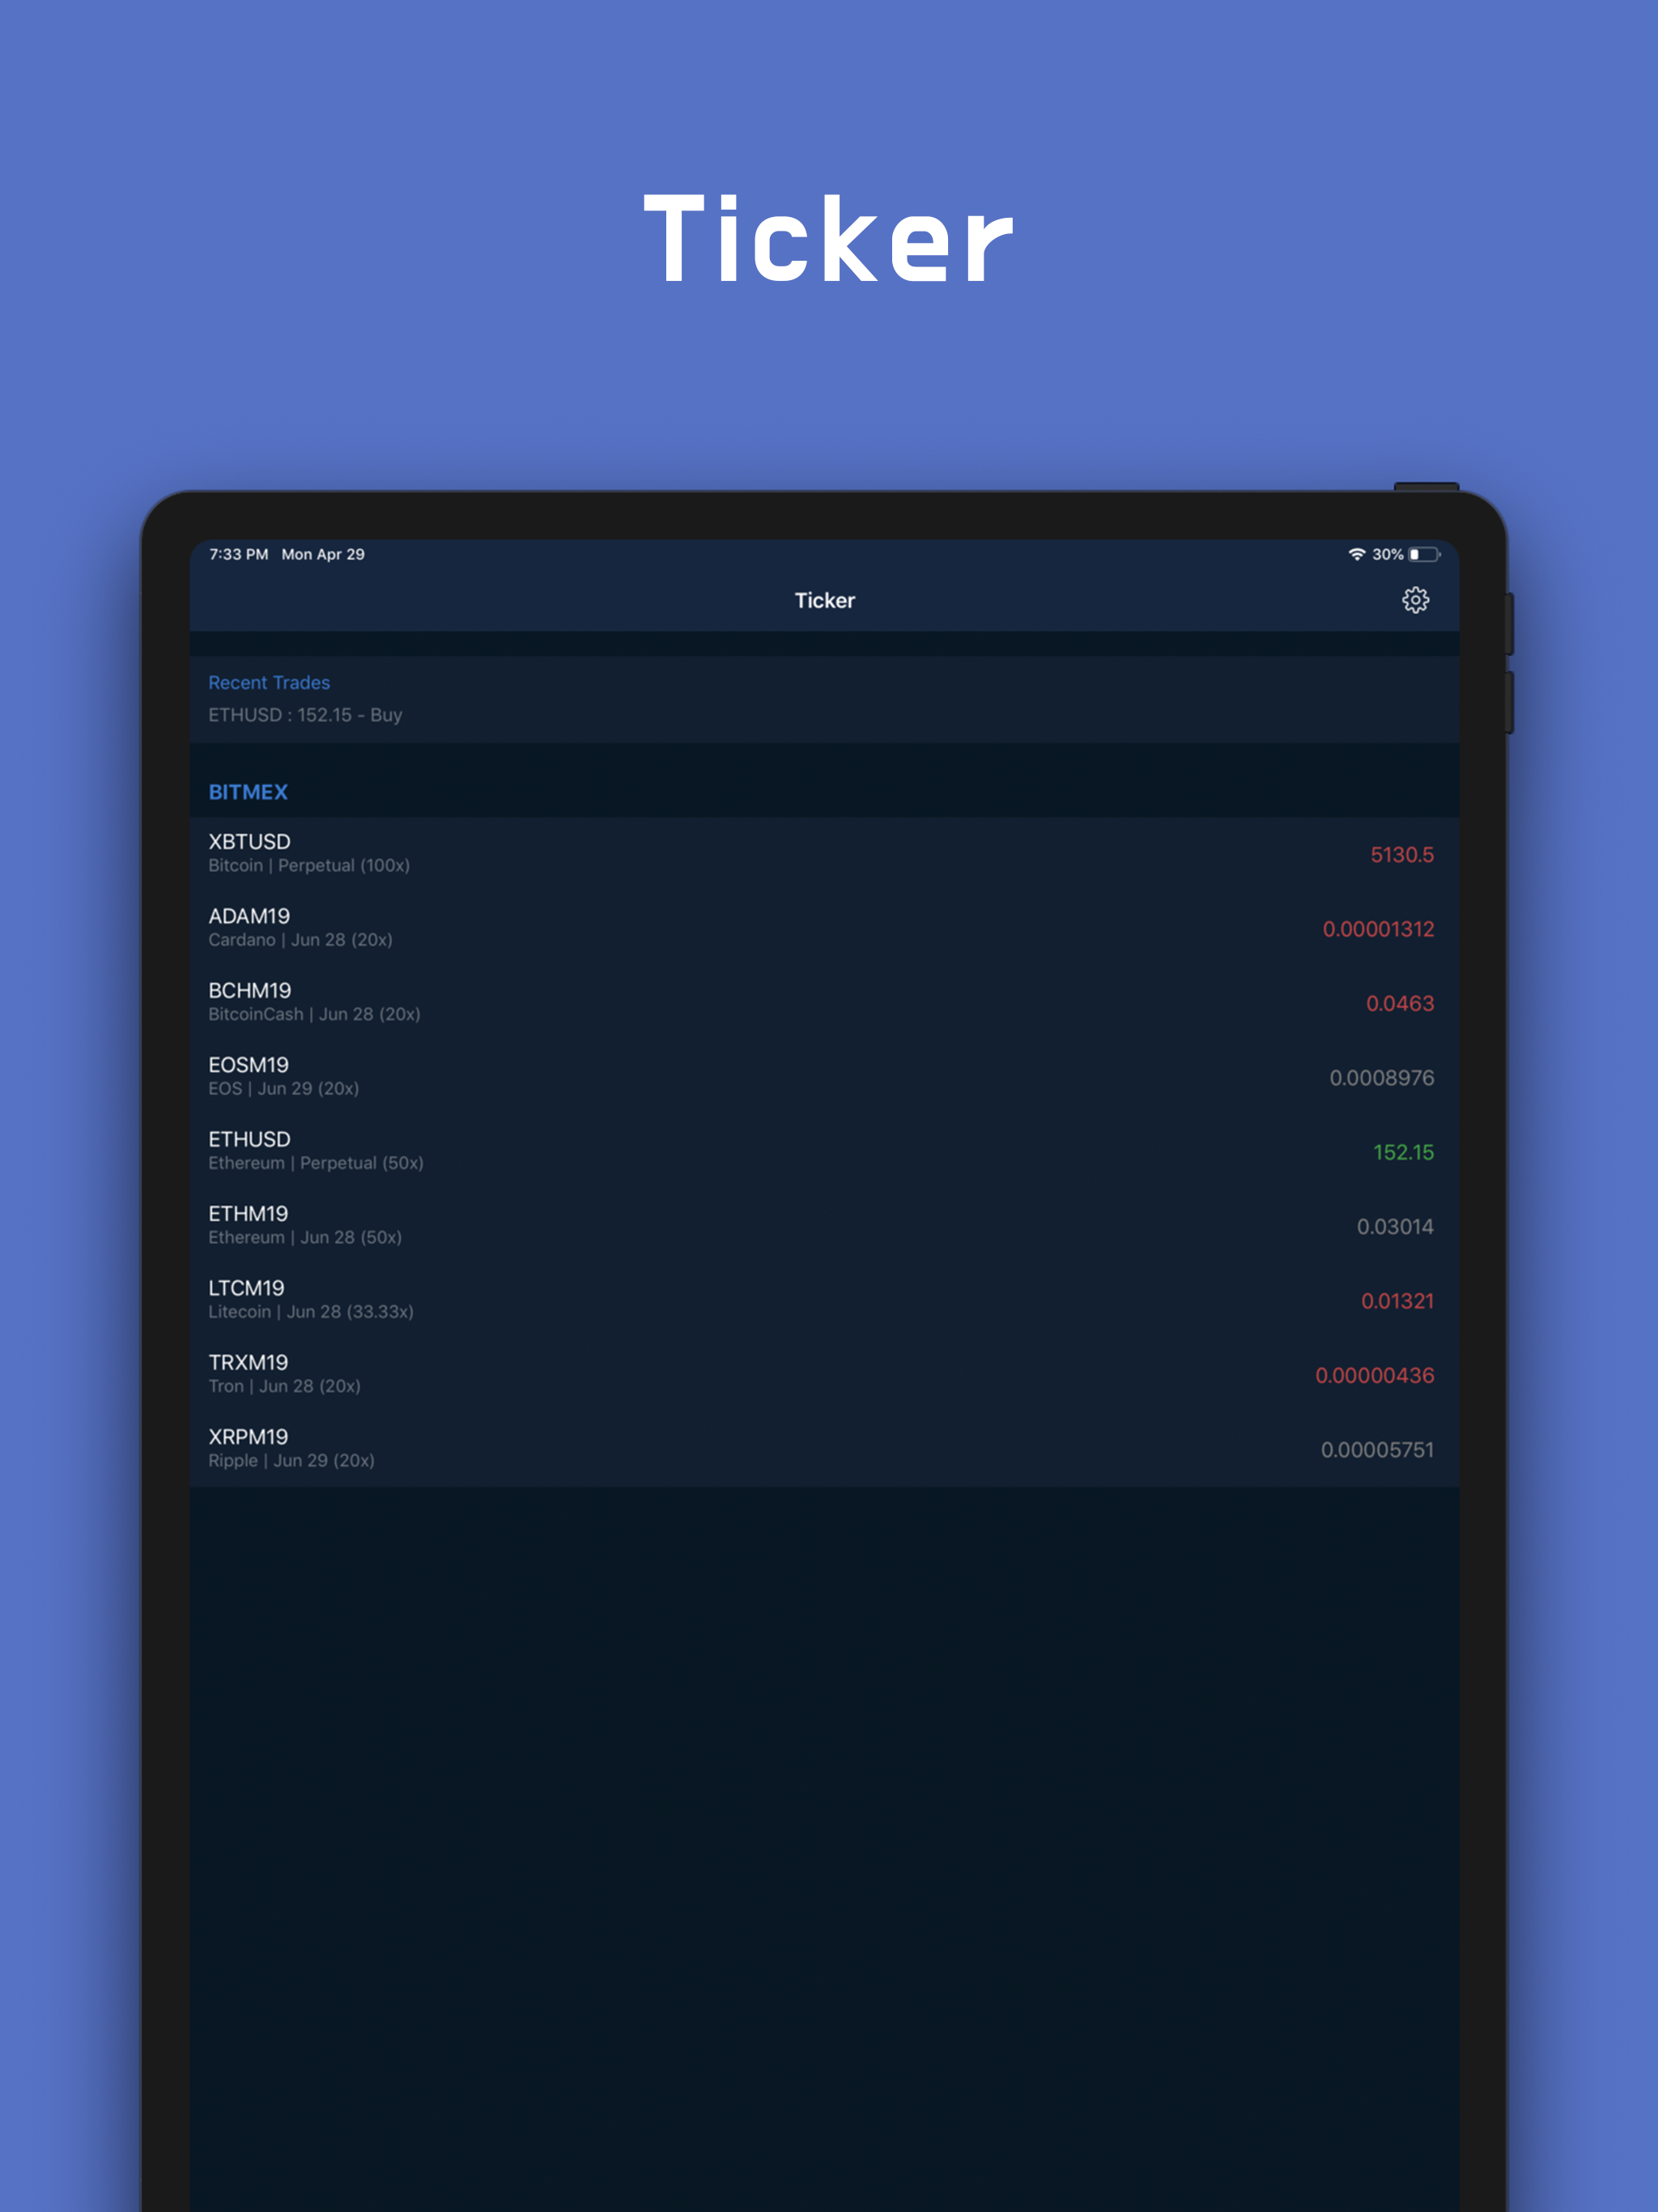 Ticker
7:33 PM Mon Apr 29
30%
Ticker
Recent Trades
ETHUSD : 152.15 - Buy
BITMEX
XBTUSD
5130.5
Bitcoin | Perpetual (100x)
ADAM19
0.00001312
Cardano | Jun 28 (20x)
BCHM19
0.0463
BitcoinCash | Jun 28 (20x)
EOSM19
0.0008976
EOS | Jun 29 (20x)
ETHUSD
152.15
Ethereum | Perpetual (50x)
ETHM19
0.03014
Ethereum | Jun 28 (50x)
LTCM19
0.01321
Litecoin | Jun 28 (33.33x)
TRXM19
0.00000436
Tron | Jun 28 (20x)
XRPM19
0.00005751
Ripple | Jun 29 (20x)